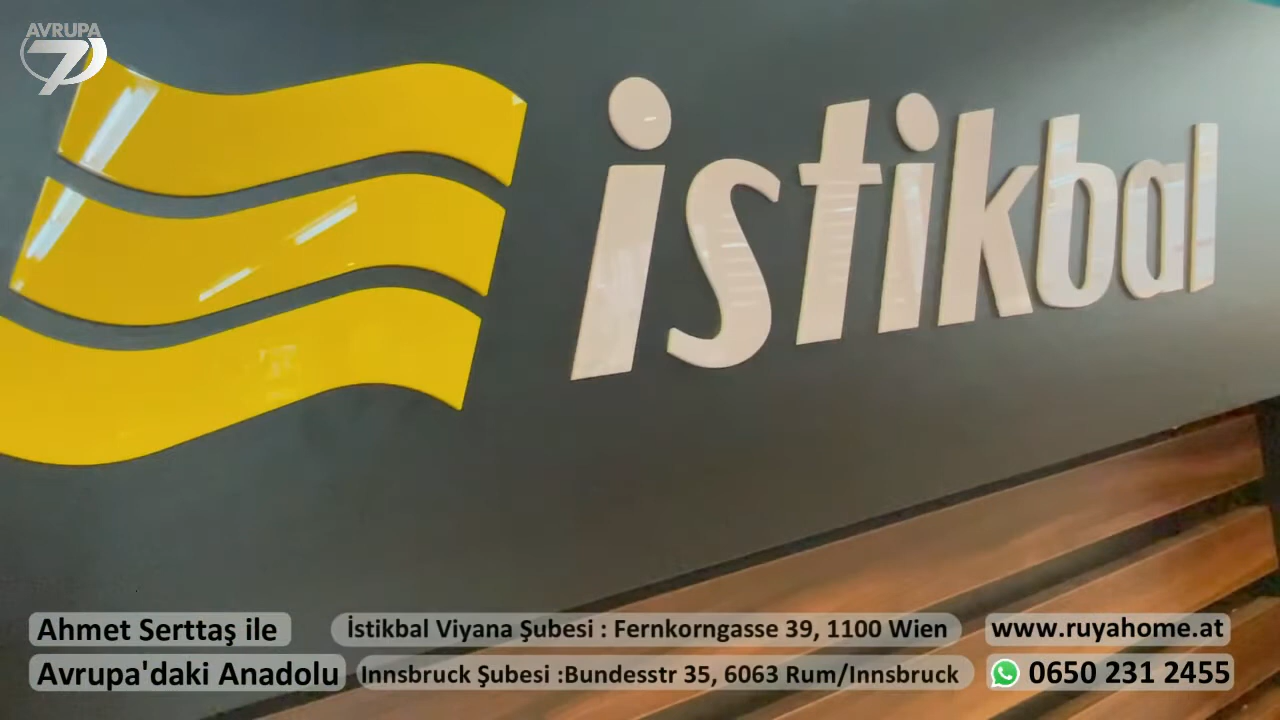 AVRUPA
7
istikbal
Ahmet Serttaş ile
Avrupa'daki Anadolu
İstikbal Viyana Şubesi : Fernkorngasse 39, 1100 Wien
Innsbruck Şubesi :Bundesstr 35, 6063 Rum/Innsbruck
www.ruyahome.at
0650 231 2455